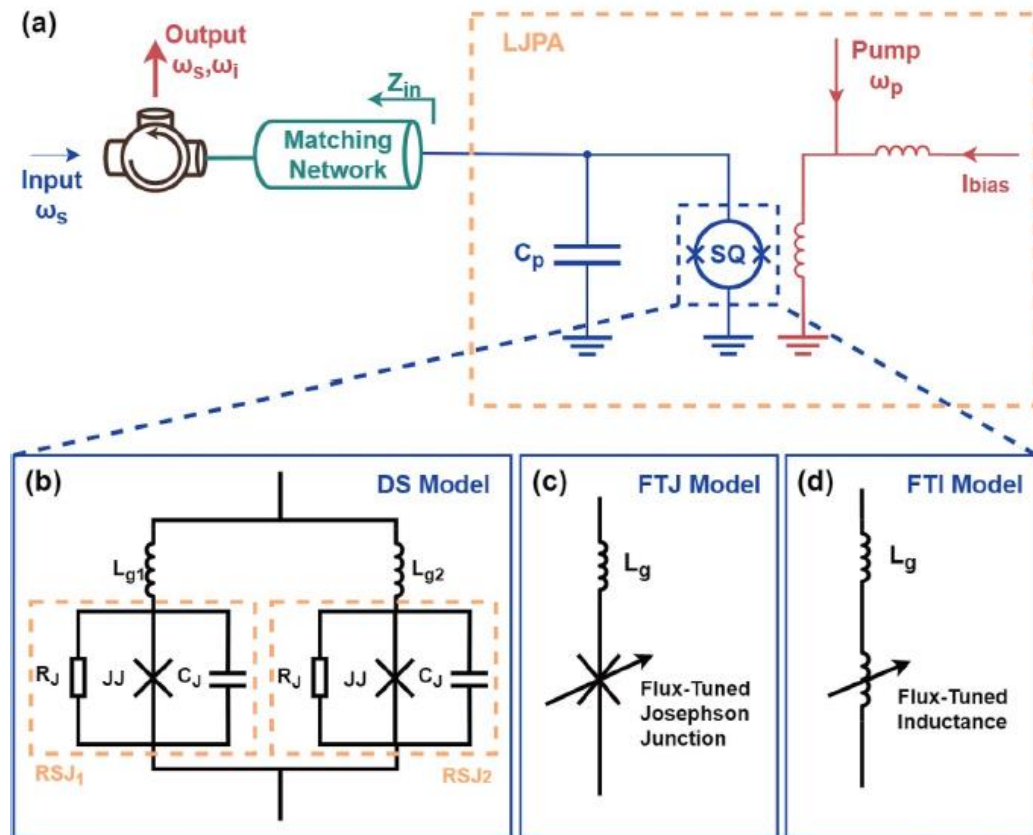 (a)
Output
ωs,ωi
Input
ωs
Zin
Matching
Network
LJPA
Pump
ωp
Ibias
Cp
SQ
(b)
DS Model
Lg1
Lg2
RJ
JJ
CJ
RJ
JJ
CJ
RSJ1
RSJ2
(c)
FTJ Model
Lg
Flux-Tuned
Josephson
Junction
(d)
FTI Model
Lg
Flux-Tuned
Inductance